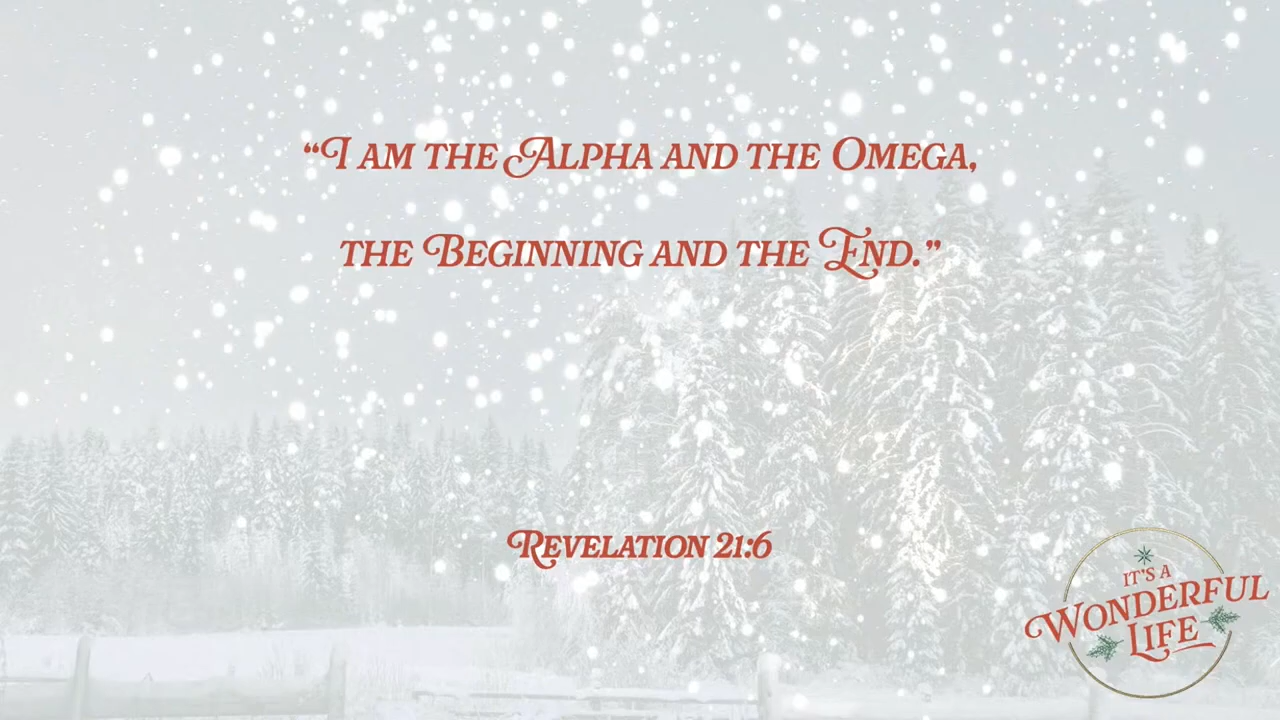 “I am the Alpha and the Omega,
the Beginning and the End.”
Revelation 21:6
It's a
Wonderful
Life